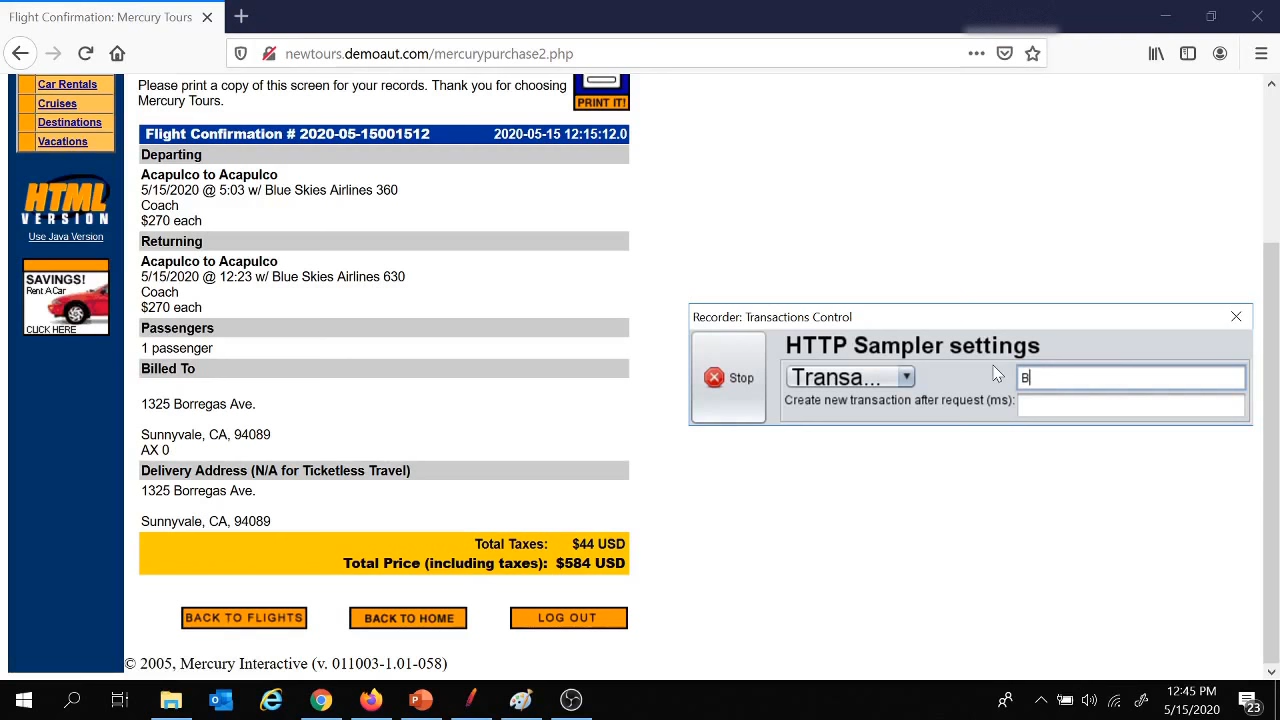 Flight Confirmation: Mercury Tours
newtours.demoaut.com/mercurypurchase2.php
Car Rentals
Cruises
Destinations
Vacations
HTML
VERSION
Use Java Version
SAVINGS!
Rent A Car
CLICK HERE
Please print a copy of this screen for your records. Thank you for choosing
Mercury Tours.
PRINT IT!
Flight Confirmation # 2020-05-15001512 2020-05-15 12:15:12.0
Departing
Acapulco to Acapulco
5/15/2020 @ 5:03 w/ Blue Skies Airlines 360
Coach
$270 each
Returning
Acapulco to Acapulco
5/15/2020 @ 12:23 w/ Blue Skies Airlines 630
Coach
$270 each
Passengers
1 passenger
Billed To
1325 Borregas Ave.
Sunnyvale, CA, 94089
AX 0
Delivery Address (N/A for Ticketless Travel)
1325 Borregas Ave.
Sunnyvale, CA, 94089
Total Taxes: $44 USD
Total Price (including taxes): $584 USD
BACK TO FLIGHTS
BACK TO HOME
LOG OUT
© 2005, Mercury Interactive (v. 011003-1.01-058)
Recorder: Transactions Control
HTTP Sampler settings
Stop
Transa...
B
Create new transaction after request (ms):
12:45 PM
5/15/2020
23